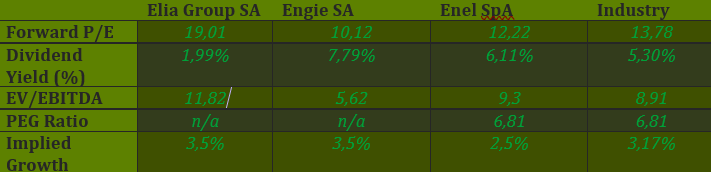 Elia Group SA Engie SA Enel SpA Industry
Forward P/E 19,01 10,12 12,22 13,78
Dividend 1,99% 7,79% 6,11% 5,30%
Yield (%)
EV/EBITDA 11,82 5,62 9,3 8,91
PEG Ratio n/a n/a 6,81 6,81
Implied 3,5% 3,5% 2,5% 3,17%
Growth